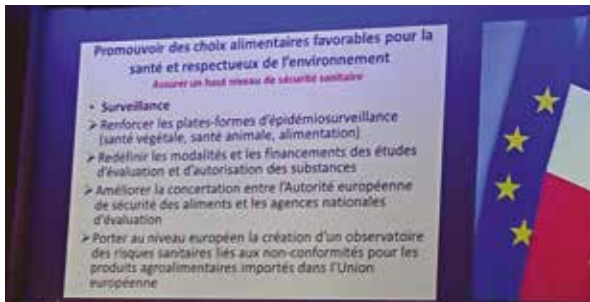 Promouvoir des choix alimentaires favorables pour la
santé et respectueux de l'environnement
Assurer un haut niveau de sécurité sanitaire
• Surveillance
➢ Renforcer les plates-formes d'épidémiosurveillance
(santé végétale, santé animale, alimentation)
➢ Redéfinir les modalités et les financements des études
d'évaluation et d'autorisation des substances
➢ Améliorer la concertation entre l'Autorité européenne
de sécurité des aliments et les agences nationales
d'évaluation
➢ Porter au niveau européen la création d'un observatoire
des risques sanitaires liés aux non-conformités pour les
produits agroalimentaires importés dans l'Union
européenne